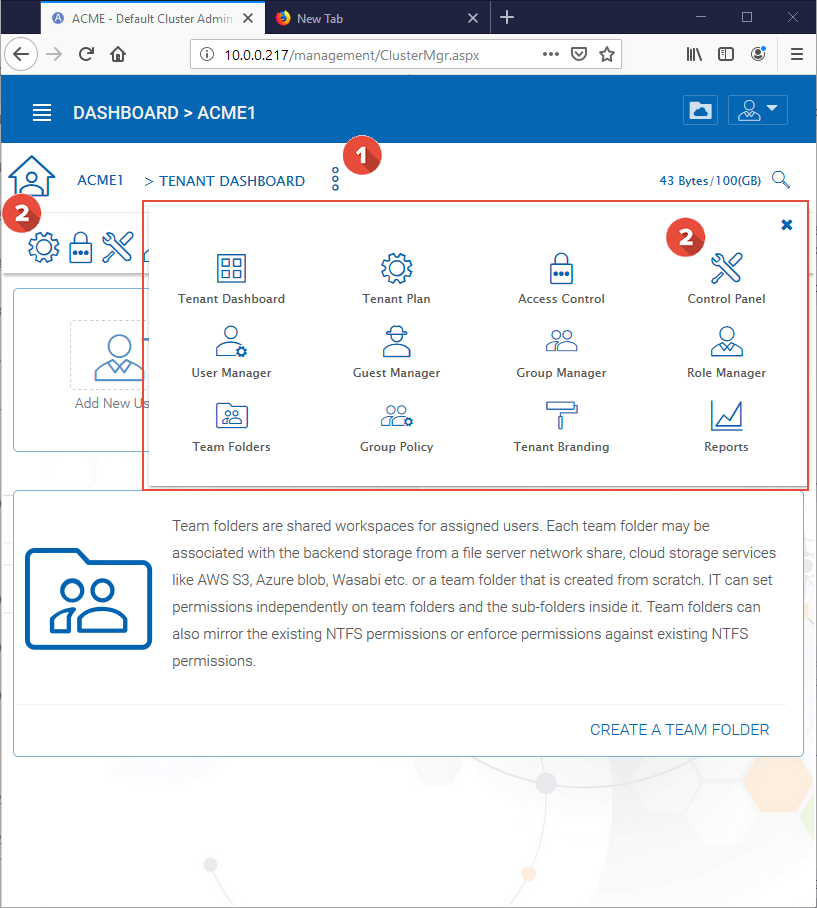 ACME - Default Cluster Admin
New Tab
10.0.0.217/management/ClusterMgr.aspx
DASHBOARD > ACME1
1
ACME1 > TENANT DASHBOARD
43 Bytes/100(GB)
2
2
Tenant Dashboard
Tenant Plan
Access Control
Control Panel
User Manager
Guest Manager
Group Manager
Role Manager
Team Folders
Group Policy
Tenant Branding
Reports
Add New Us
Team folders are shared workspaces for assigned users. Each team folder may be
associated with the backend storage from a file server network share, cloud storage services
like AWS S3, Azure blob, Wasabi etc. or a team folder that is created from scratch. IT can set
permissions independently on team folders and the sub-folders inside it. Team folders can
also mirror the existing NTFS permissions or enforce permissions against existing NTFS
permissions.
CREATE A TEAM FOLDER